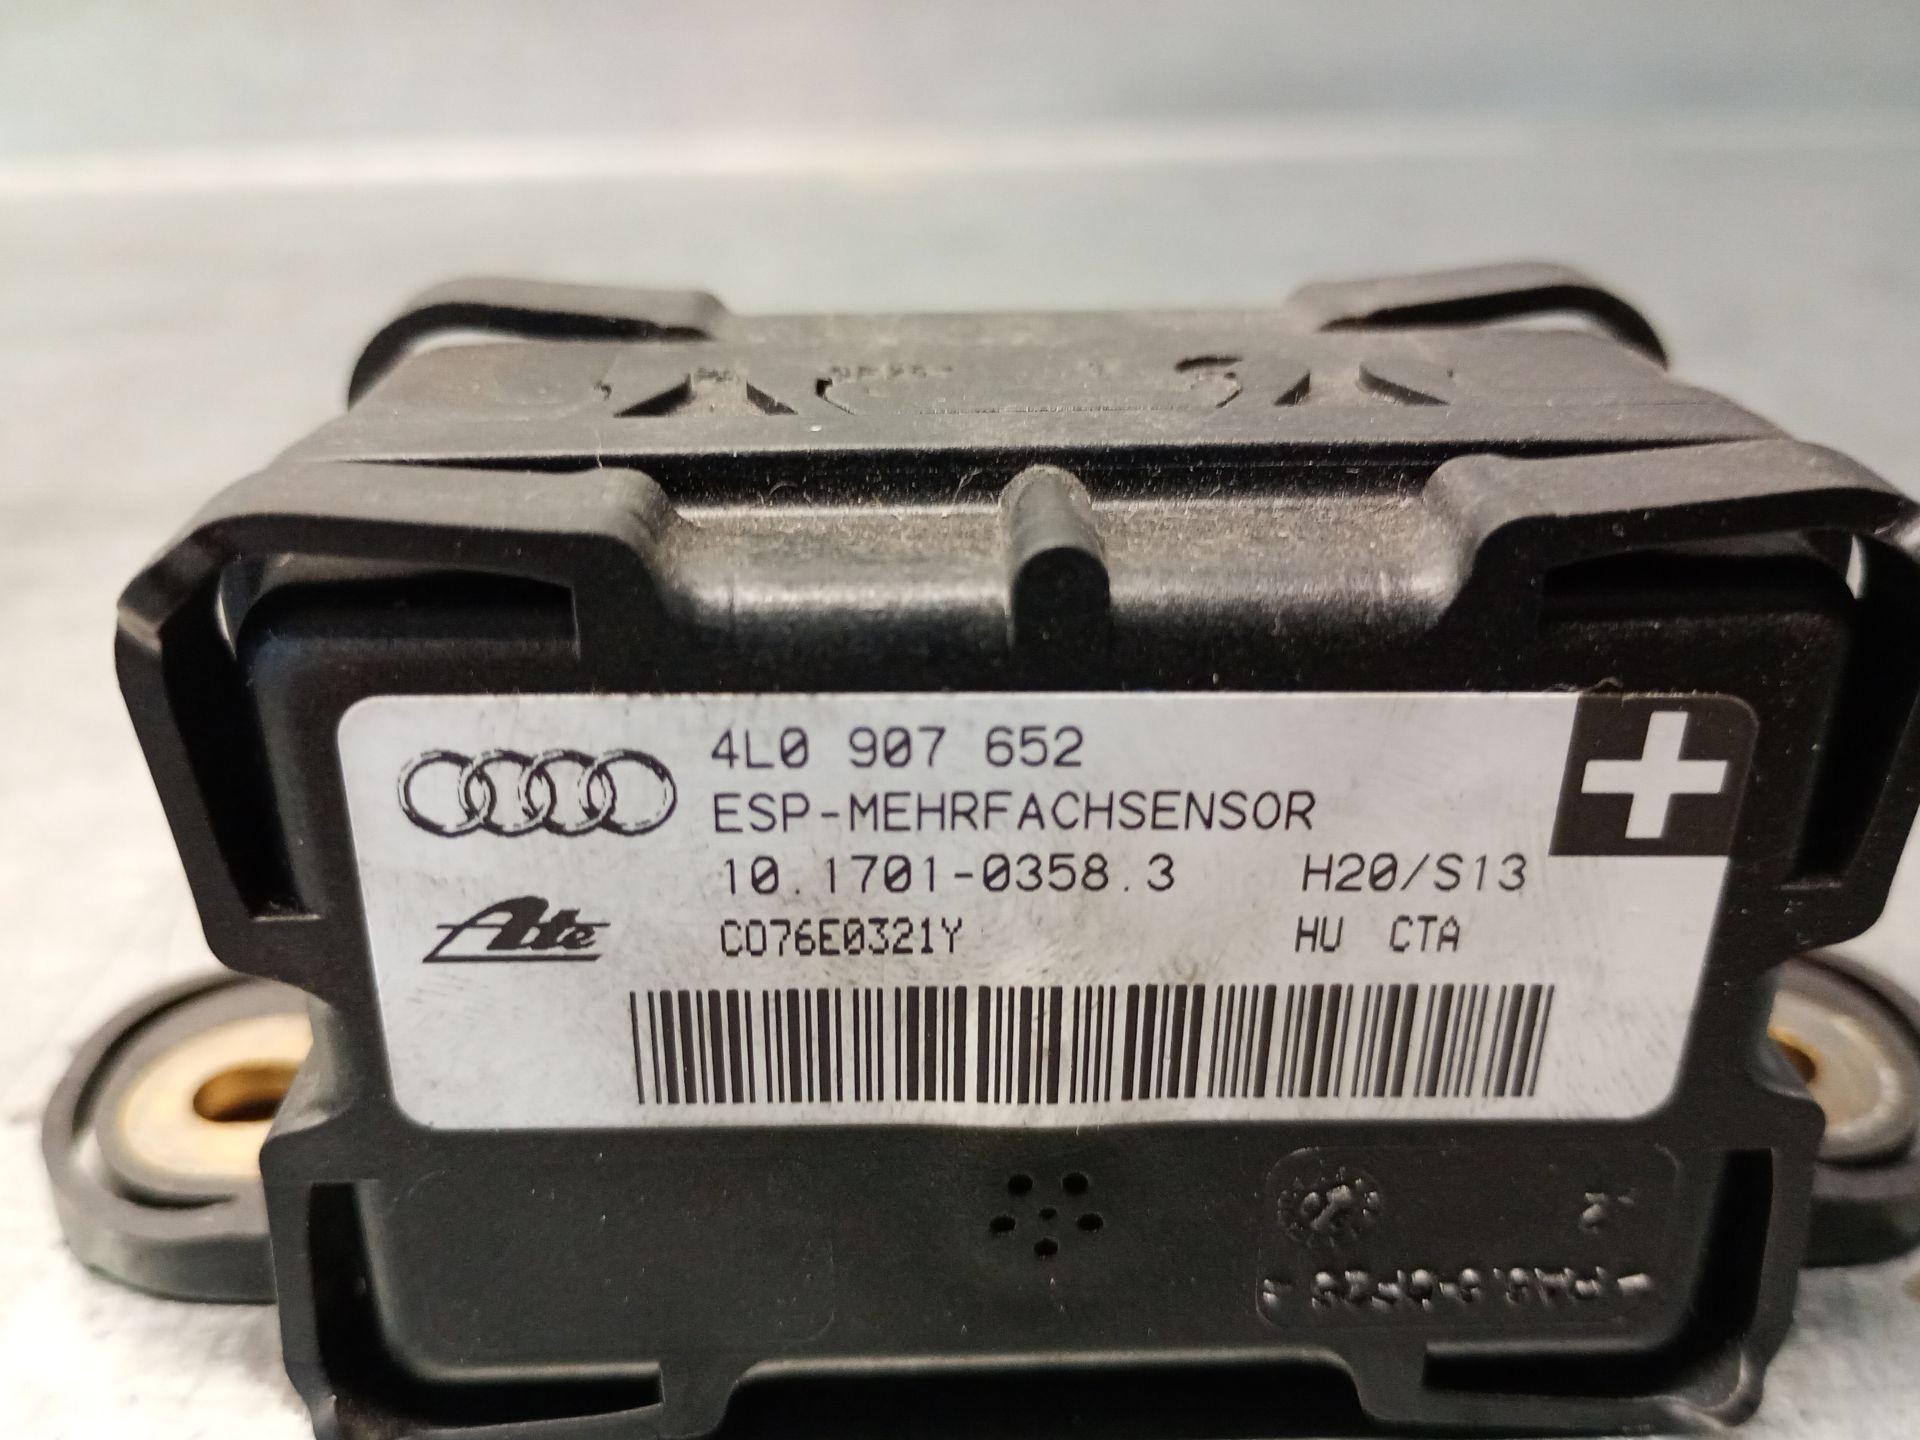 4L0 907 652
ESP-MEHRFACHSENSOR
10.1701-0358.3 H20/S13
Ate C076E0321Y HU CTA